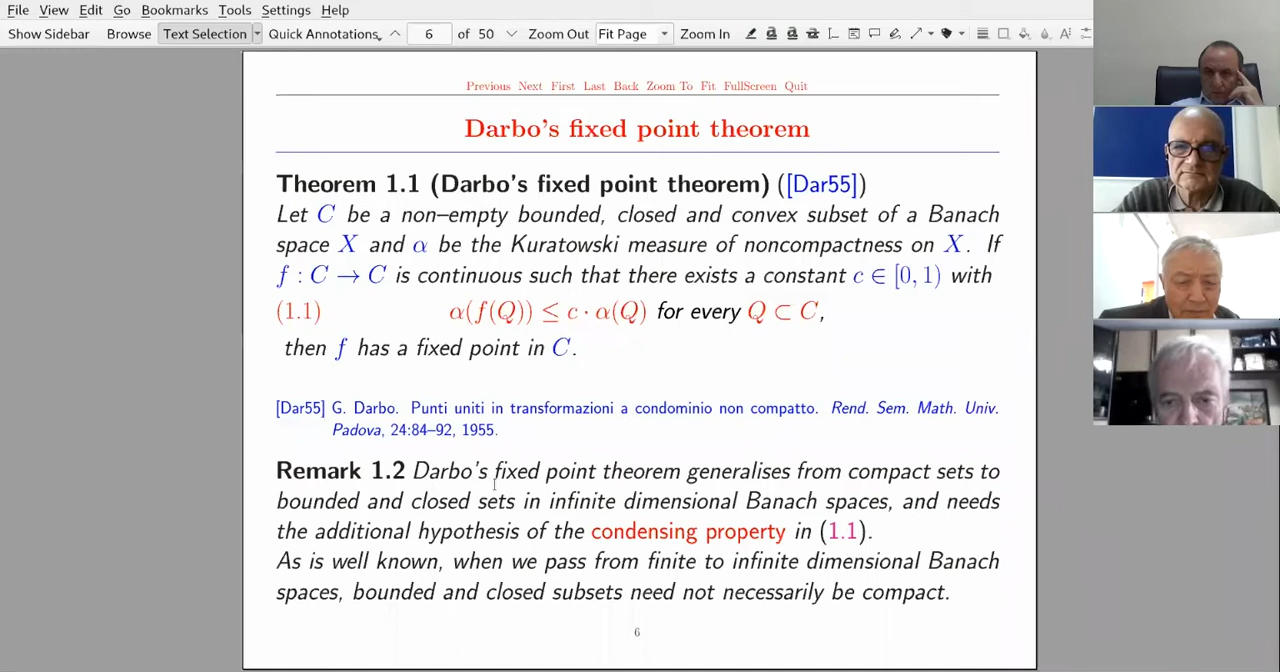 File View Edit Go Bookmarks Tools Settings Help
Show Sidebar Browse Text Selection Quick Annotations 6 of 50 Zoom Out Fit Page Zoom In
Previous Next First Last Back Zoom To Fit FullScreen Quit
Darbo's fixed point theorem
Theorem 1.1 (Darbo's fixed point theorem) ([Dar55])
Let C be a non–empty bounded, closed and convex subset of a Banach
space X and α be the Kuratowski measure of noncompactness on X. If
f : C → C is continuous such that there exists a constant c ∈ [0, 1) with
(1.1) α(f(Q)) ≤ c · α(Q) for every Q ⊂ C,
then f has a fixed point in C.
[Dar55] G. Darbo. Punti uniti in transformazioni a condominio non compatto. Rend. Sem. Math. Univ.
Padova, 24:84–92, 1955.
Remark 1.2 Darbo's fixed point theorem generalises from compact sets to
bounded and closed sets in infinite dimensional Banach spaces, and needs
the additional hypothesis of the condensing property in (1.1).
As is well known, when we pass from finite to infinite dimensional Banach
spaces, bounded and closed subsets need not necessarily be compact.
6